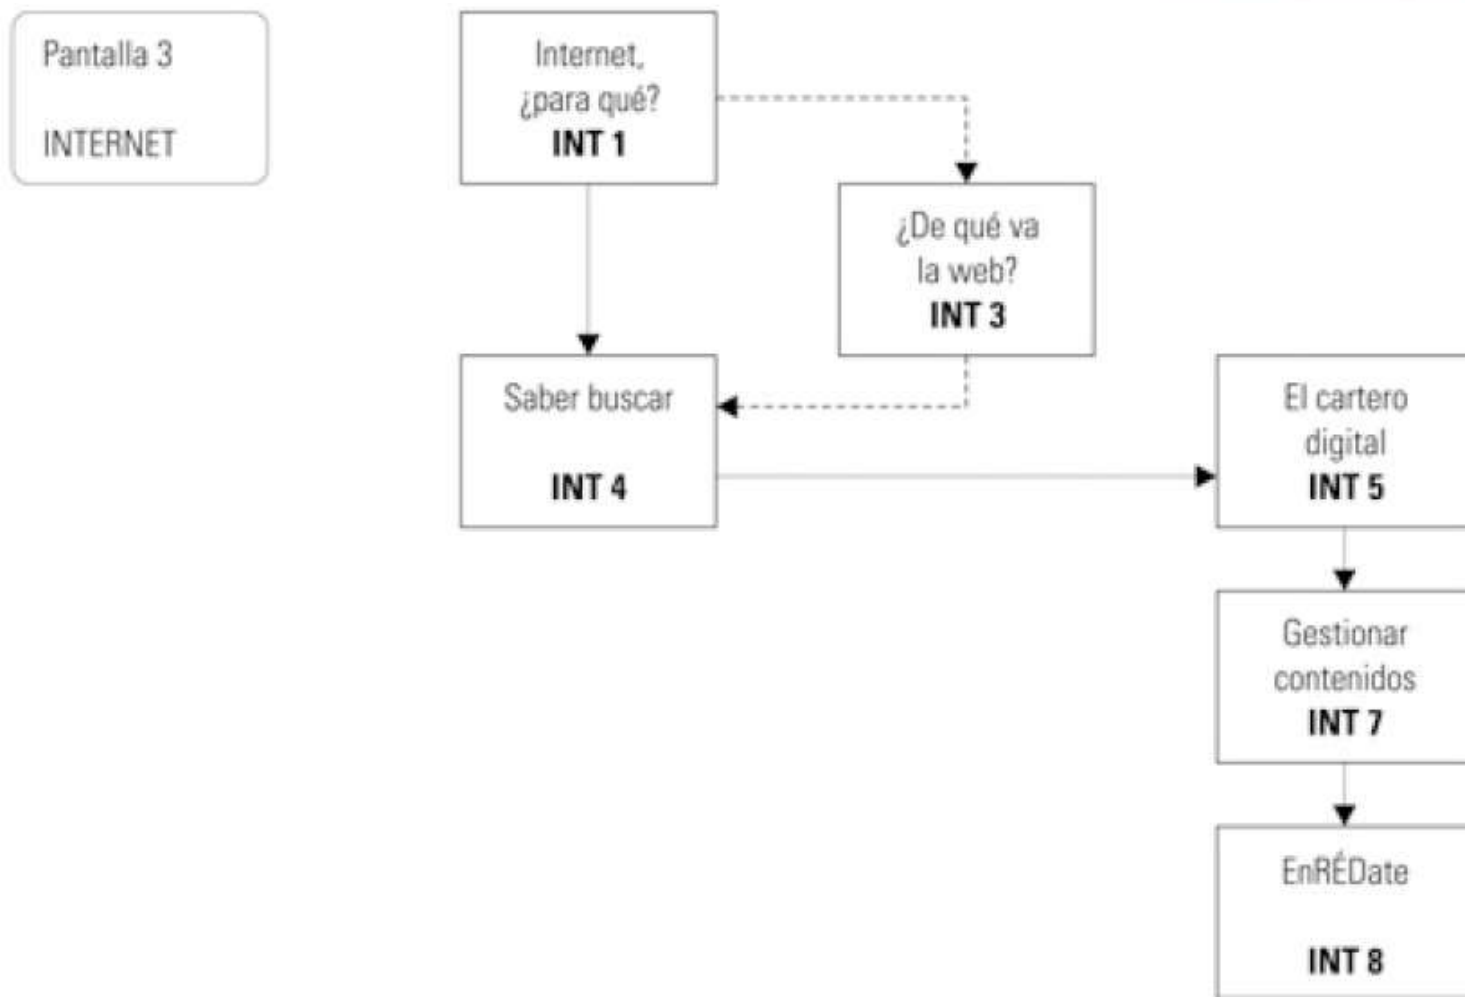 Pantalla 3
INTERNET
Internet,
¿para qué?
INT 1
¿De qué va
la web?
INT 3
Saber buscar
INT 4
El cartero
digital
INT 5
Gestionar
contenidos
INT 7
EnRÉDate
INT 8